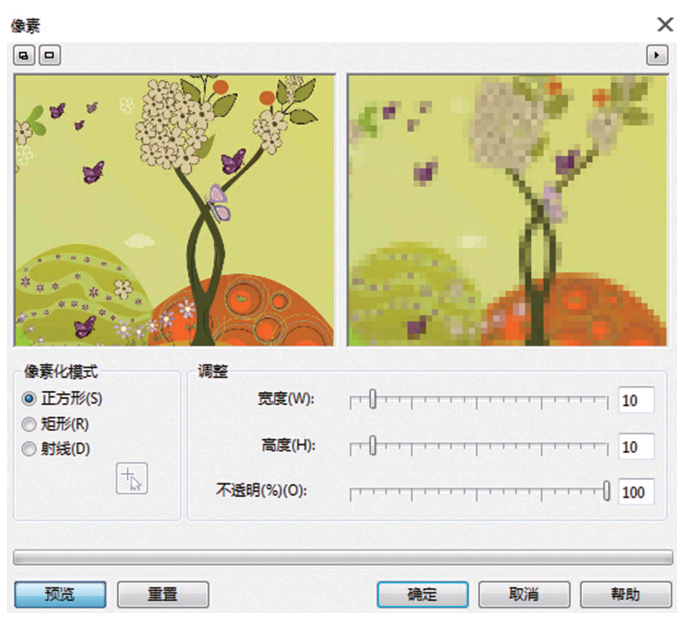 像素
像素化模式
正方形(S)
矩形(R)
射线(D)
调整
宽度(W): 10
高度(H): 10
不透明(%)(O): 100
预览 重置 确定 取消 帮助